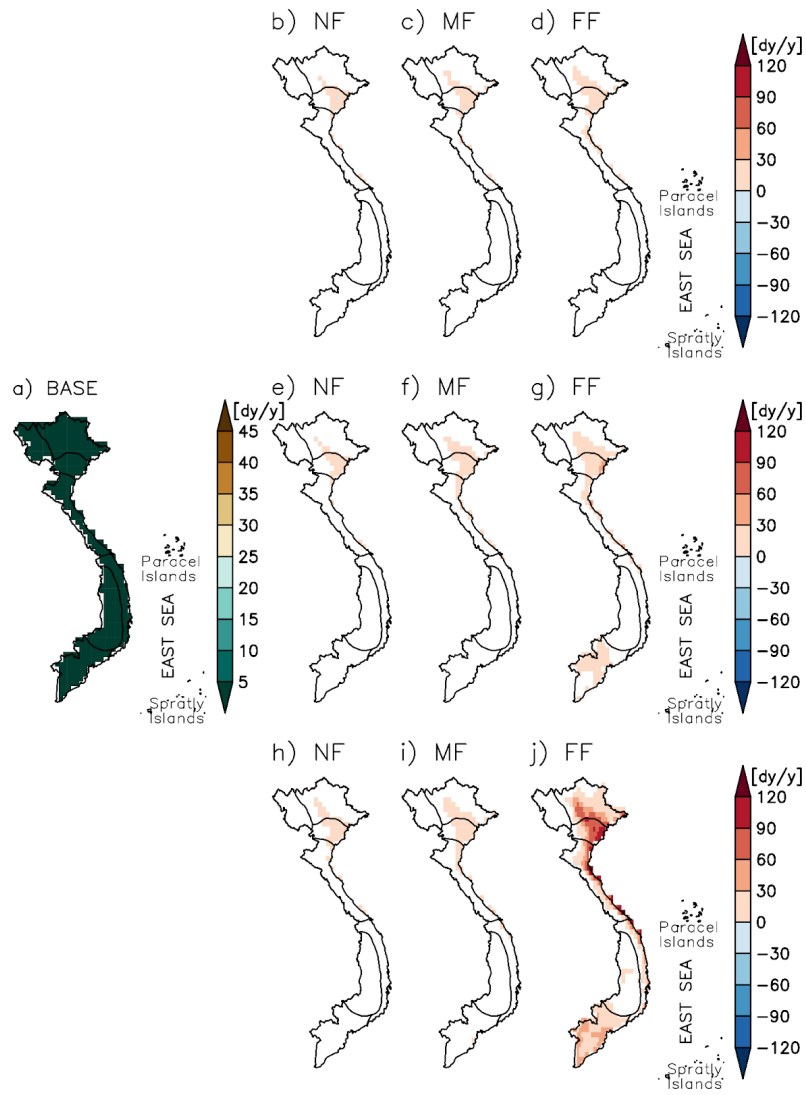 b) NF
c) MF
d) FF
[dy/y]
120
90
60
30
0
−30
−60
−90
−120
Paracel
Islands
EAST SEA
Spratly
Islands
a) BASE
[dy/y]
45
40
35
30
25
20
15
10
5
Paracel
Islands
EAST SEA
Spratly
Islands
e) NF
f) MF
g) FF
[dy/y]
120
90
60
30
0
−30
−60
−90
−120
Paracel
Islands
EAST SEA
Spratly
Islands
h) NF
i) MF
j) FF
[dy/y]
120
90
60
30
0
−30
−60
−90
−120
Paracel
Islands
EAST SEA
Spratly
Islands